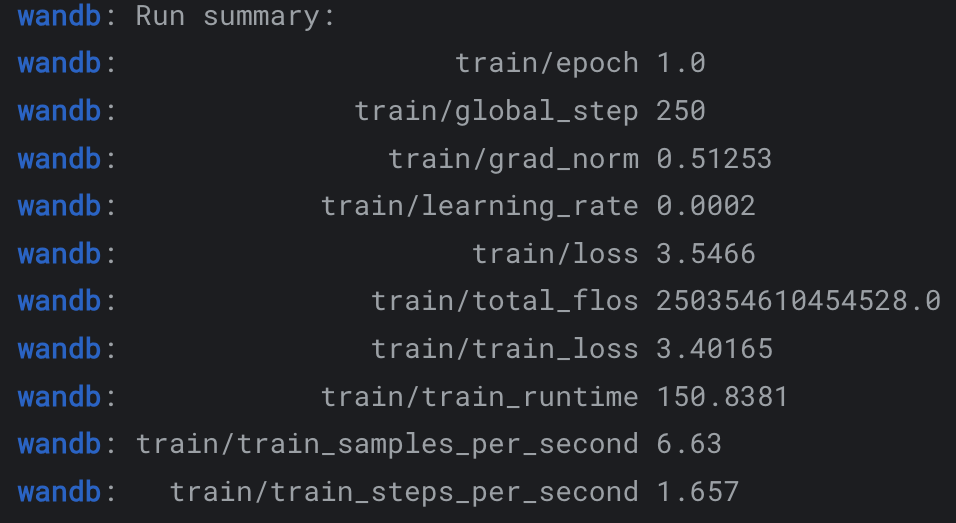 wandb: Run summary:
wandb: train/epoch 1.0
wandb: train/global_step 250
wandb: train/grad_norm 0.51253
wandb: train/learning_rate 0.0002
wandb: train/loss 3.5466
wandb: train/total_flos 250354610454528.0
wandb: train/train_loss 3.40165
wandb: train/train_runtime 150.8381
wandb: train/train_samples_per_second 6.63
wandb: train/train_steps_per_second 1.657